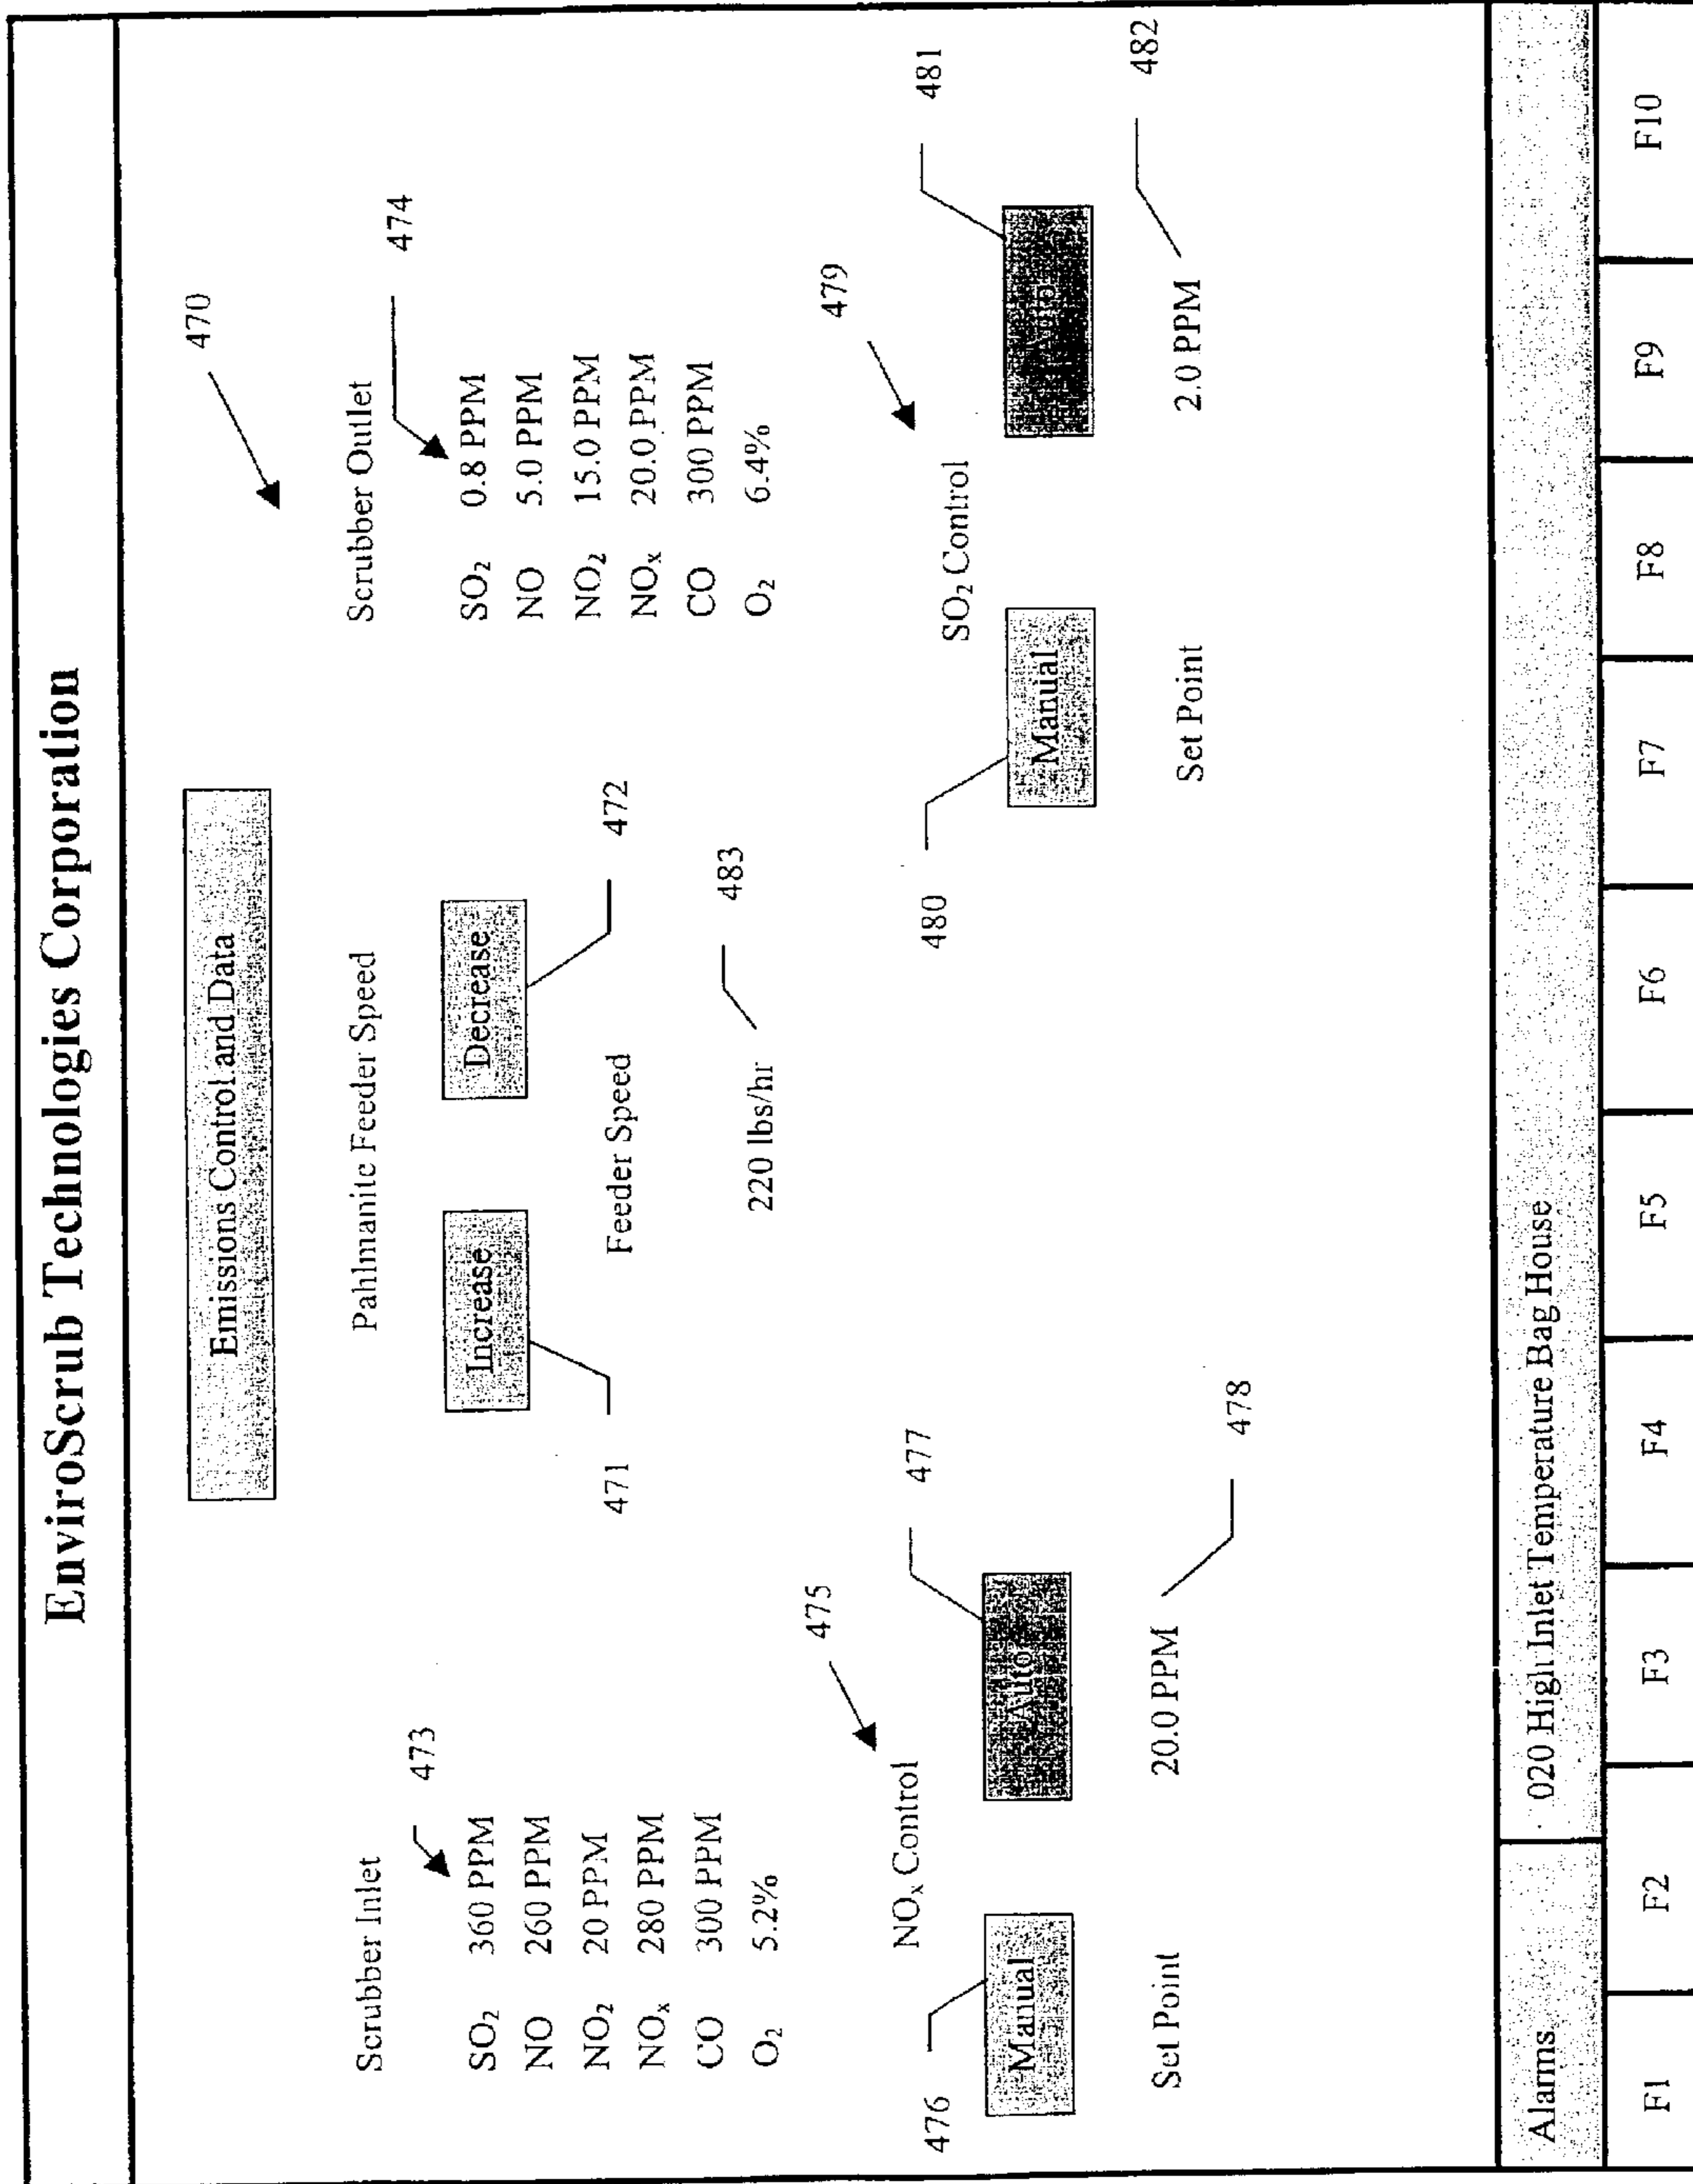 EnviroScrub Technologies Corporation
Emissions Control and Data
470
Scrubber Inlet
473
SO₂ 360 PPM
NO 260 PPM
NO₂ 20 PPM
NOₓ 280 PPM
CO 300 PPM
O₂ 5.2%
Pahlmanite Feeder Speed
Increase
Decrease
471
472
Feeder Speed
220 lbs/hr
483
Scrubber Outlet
474
SO₂ 0.8 PPM
NO 5.0 PPM
NO₂ 15.0 PPM
NOₓ 20.0 PPM
CO 300 PPM
O₂ 6.4%
475
NOₓ Control
476
477
Manual
Auto
Set Point
20.0 PPM
478
479
SO₂ Control
480
481
Manual
Auto
Set Point
2.0 PPM
482
Alarms
020 High Inlet Temperature Bag House
F1 F2 F3 F4 F5 F6 F7 F8 F9 F10